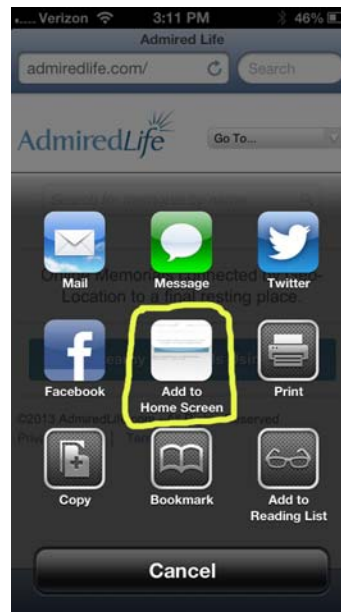 Verizon 3:11 PM 46%
Admired Life
admiredlife.com/ Search
AdmiredLife Go To...
Mail Message Twitter
Location to a final resting place.
Facebook Add to Home Screen Print
©2013 AdmiredLife
Copy Bookmark Add to Reading List
Cancel